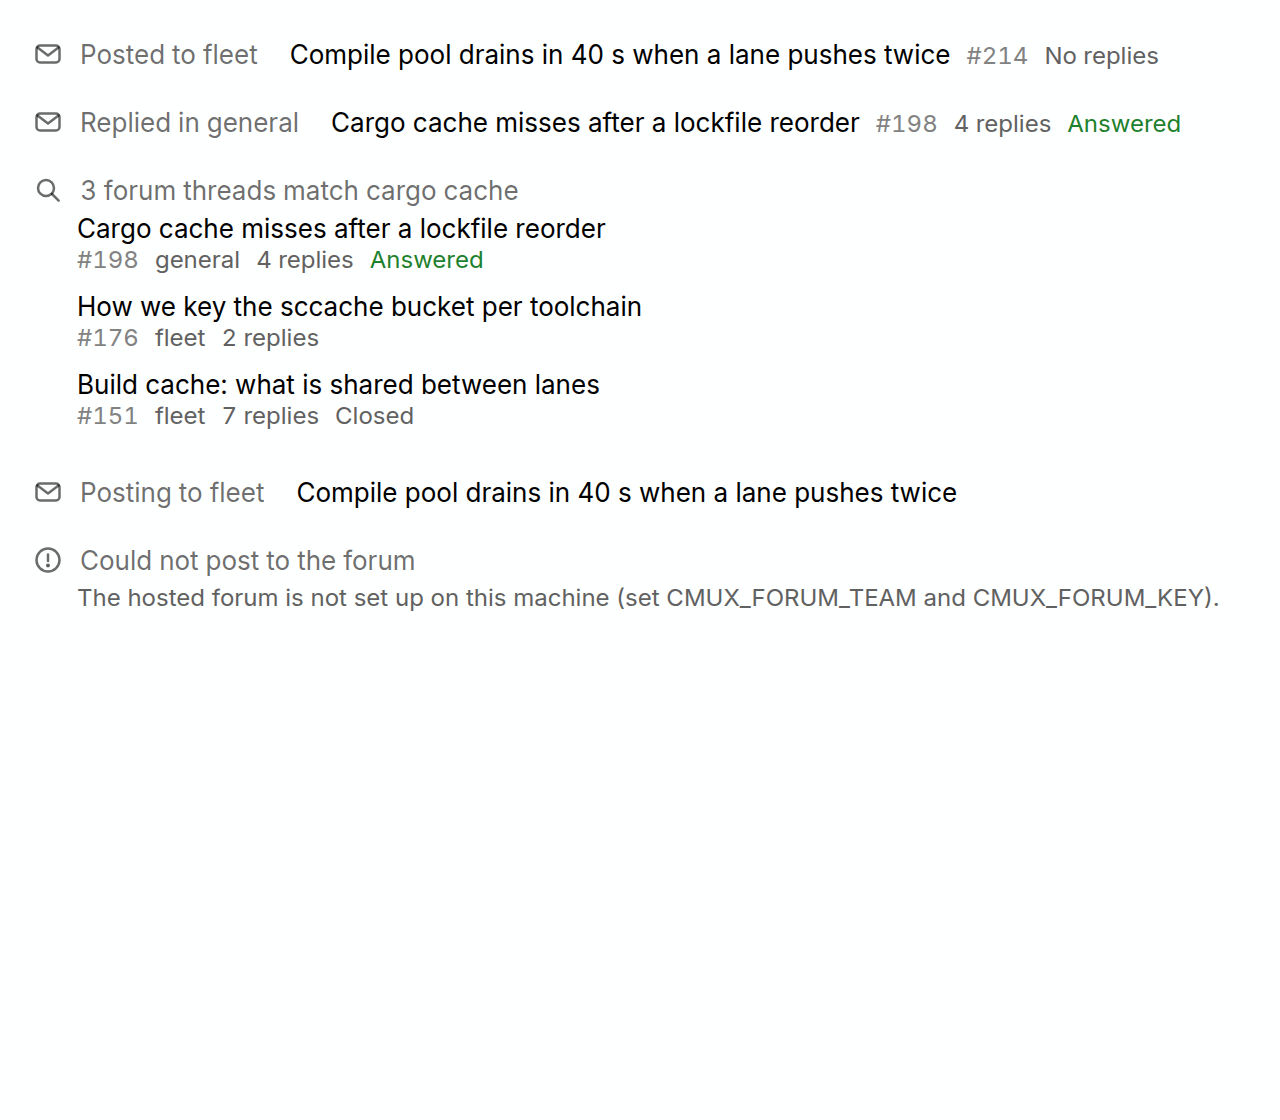 Posted to fleet Compile pool drains in 40 s when a lane pushes twice #214 No replies
Replied in general Cargo cache misses after a lockfile reorder #198 4 replies Answered
3 forum threads match cargo cache
Cargo cache misses after a lockfile reorder
#198 general 4 replies Answered
How we key the sccache bucket per toolchain
#176 fleet 2 replies
Build cache: what is shared between lanes
#151 fleet 7 replies Closed
Posting to fleet Compile pool drains in 40 s when a lane pushes twice
Could not post to the forum
The hosted forum is not set up on this machine (set CMUX_FORUM_TEAM and CMUX_FORUM_KEY).